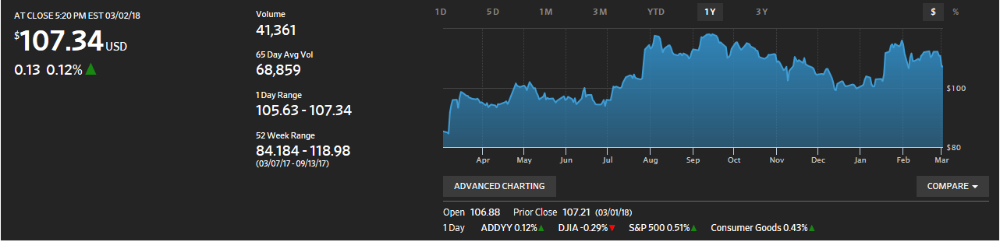 AT CLOSE 5:20 PM EST 03/02/18
$107.34 USD
0.13 0.12%
Volume
41,361
65 Day Avg Vol
68,859
1 Day Range
105.63 - 107.34
52 Week Range
84.184 - 118.98
(03/07/17 - 09/13/17)
1D 5D 1M 3M YTD 1Y 3Y $ %
$100
$80
Apr May Jun Jul Aug Sep Oct Nov Dec Jan Feb Mar
ADVANCED CHARTING COMPARE
Open 106.88 Prior Close 107.21 (03/01/18)
1 Day ADDYY 0.12% DJIA -0.29% S&P 500 0.51% Consumer Goods 0.43%